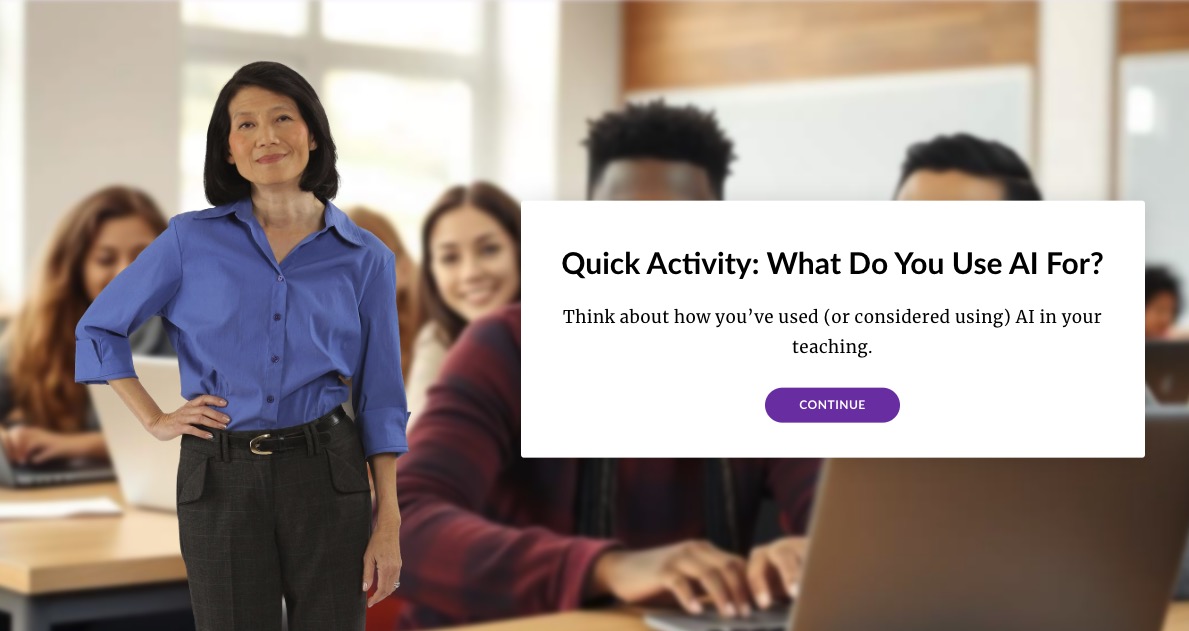 Quick Activity: What Do You Use AI For?
Think about how you’ve used (or considered using) AI in your
teaching.
CONTINUE